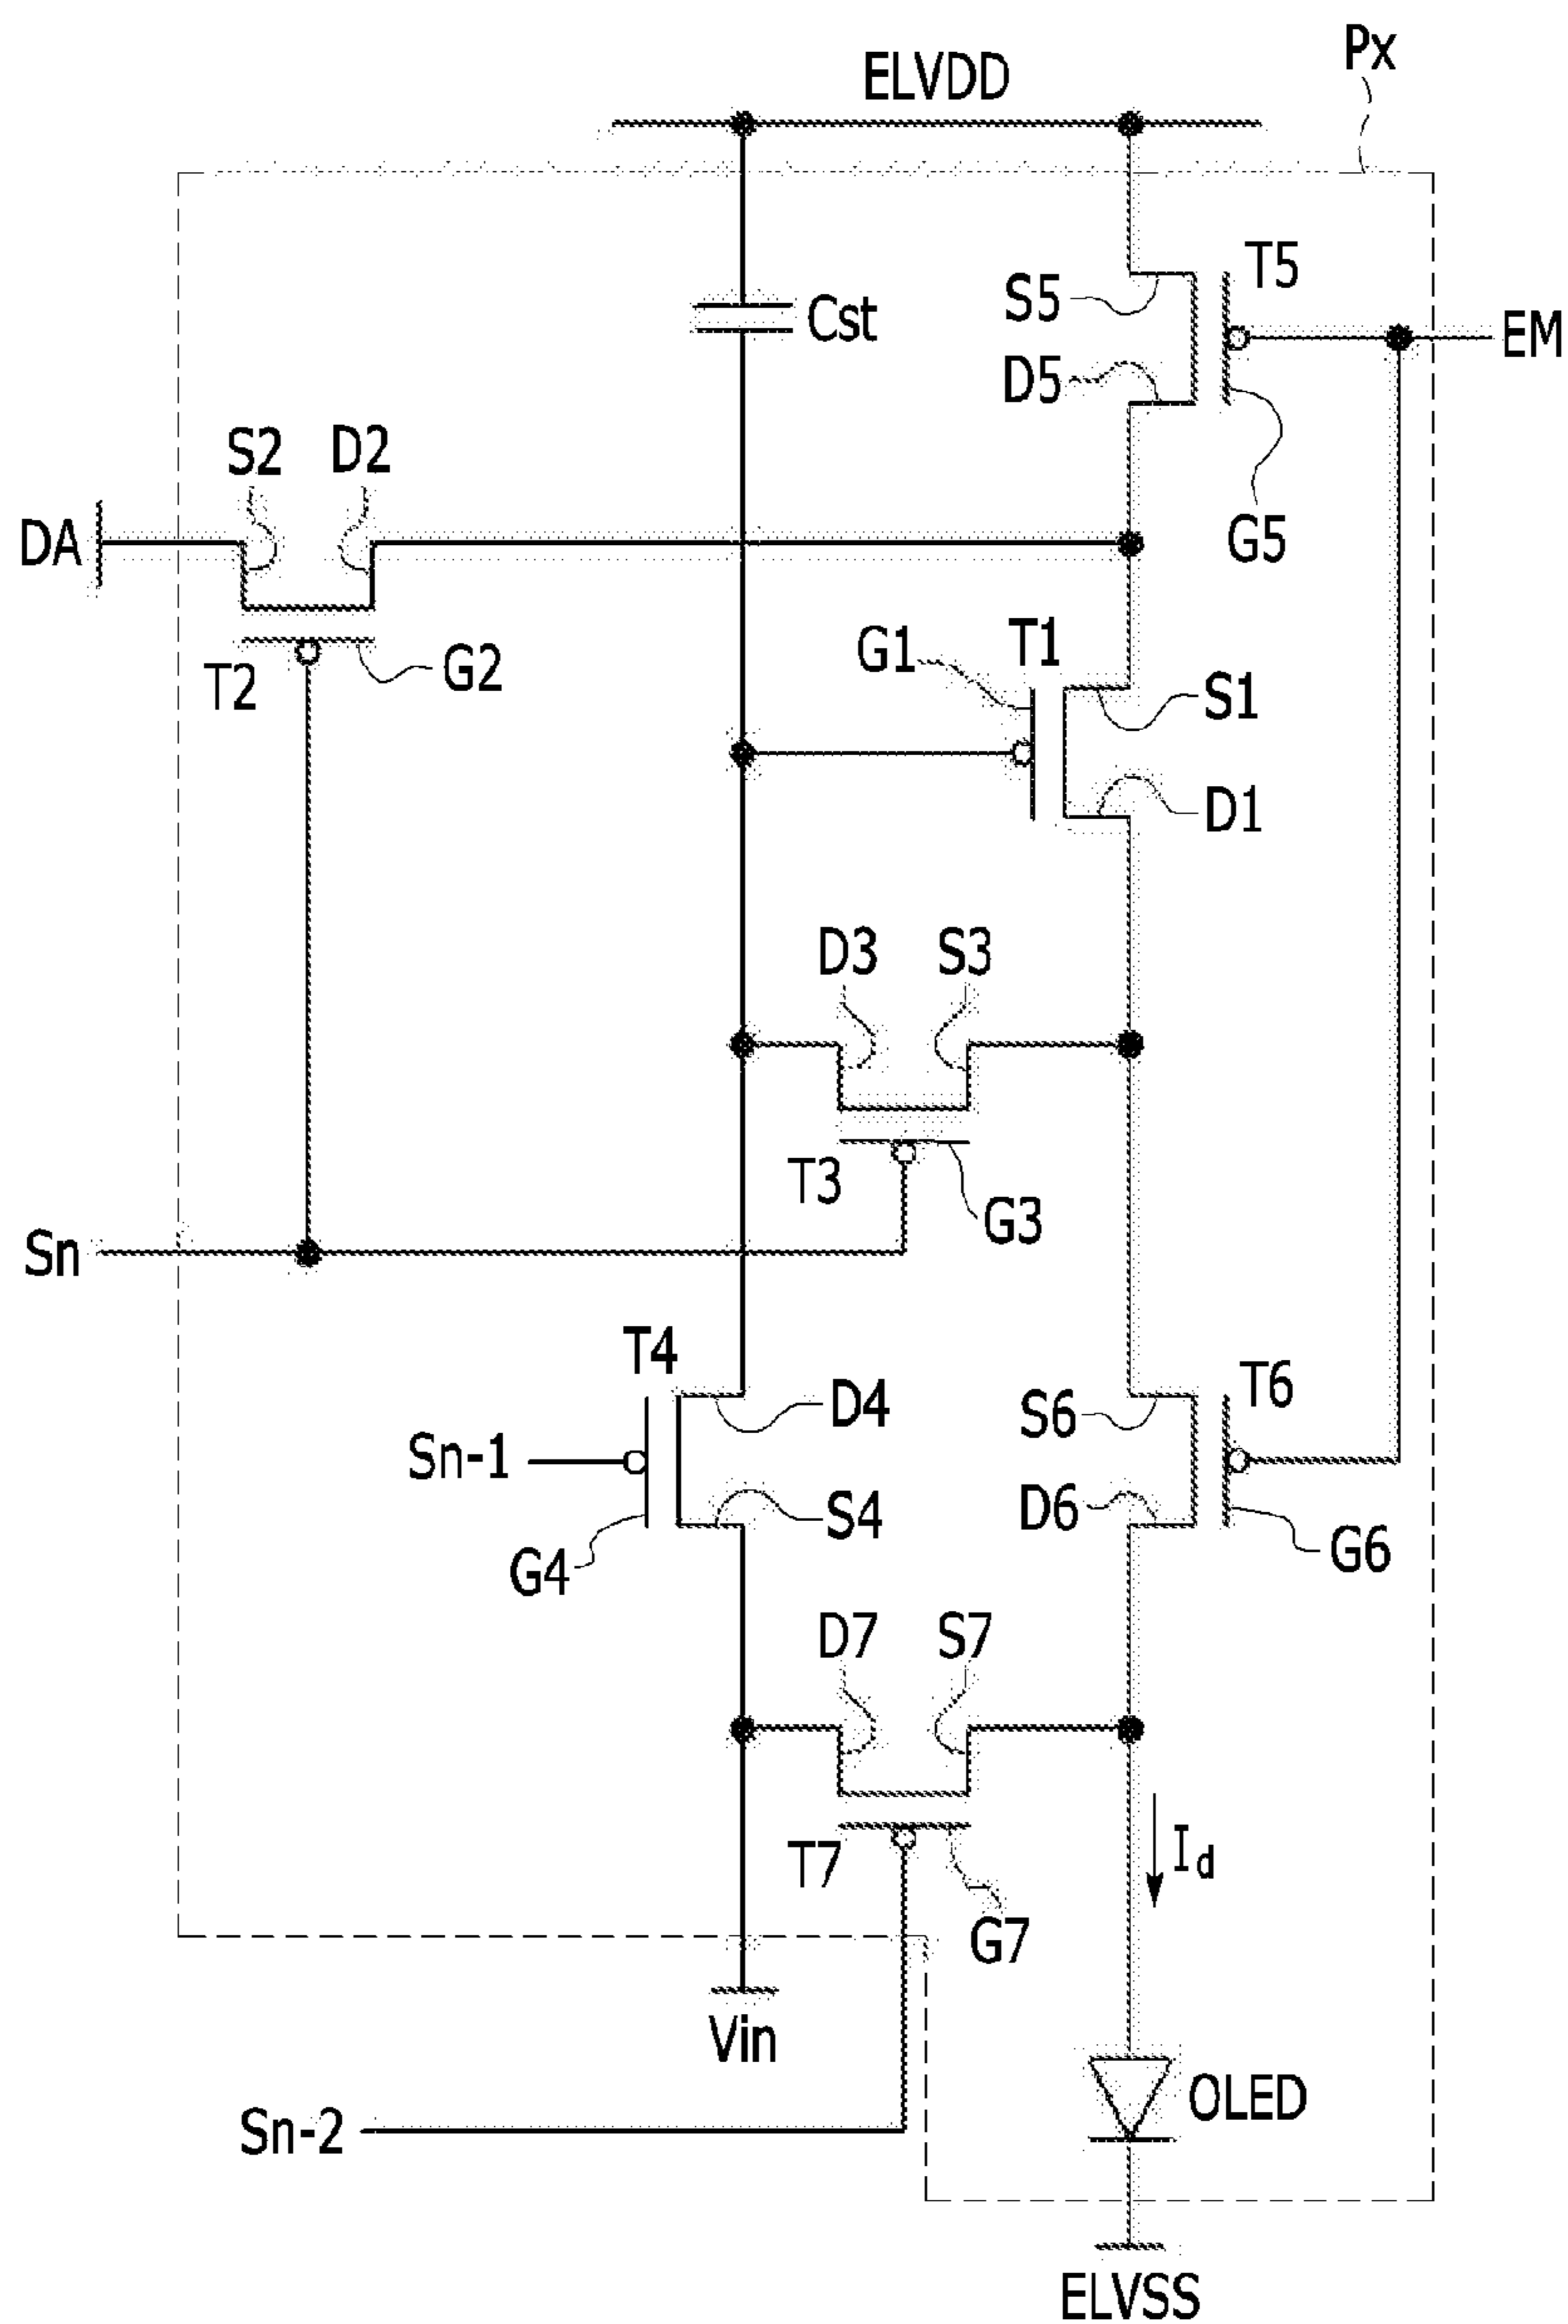 Px
ELVDD
T5
S5
Cst
EM
D5
S2
D2
DA
G5
G1
T1
T2
G2
S1
D1
D3
S3
T3
G3
Sn
T4
T6
D4
S6
Sn-1
S4
D6
G4
G6
D7
S7
T7
Id
G7
Vin
OLED
Sn-2
ELVSS